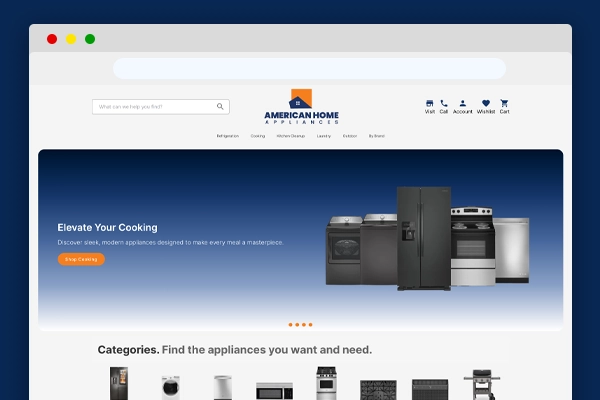 What can we help you find?
AMERICAN HOME
APPLIANCES
Visit Call Account Wishlist Cart
Refrigeration Cooking Kitchen Cleanup Laundry Outdoor By Brand
Elevate Your Cooking
Discover sleek, modern appliances designed to make every meal a masterpiece.
Shop Cooking
Categories. Find the appliances you want and need.